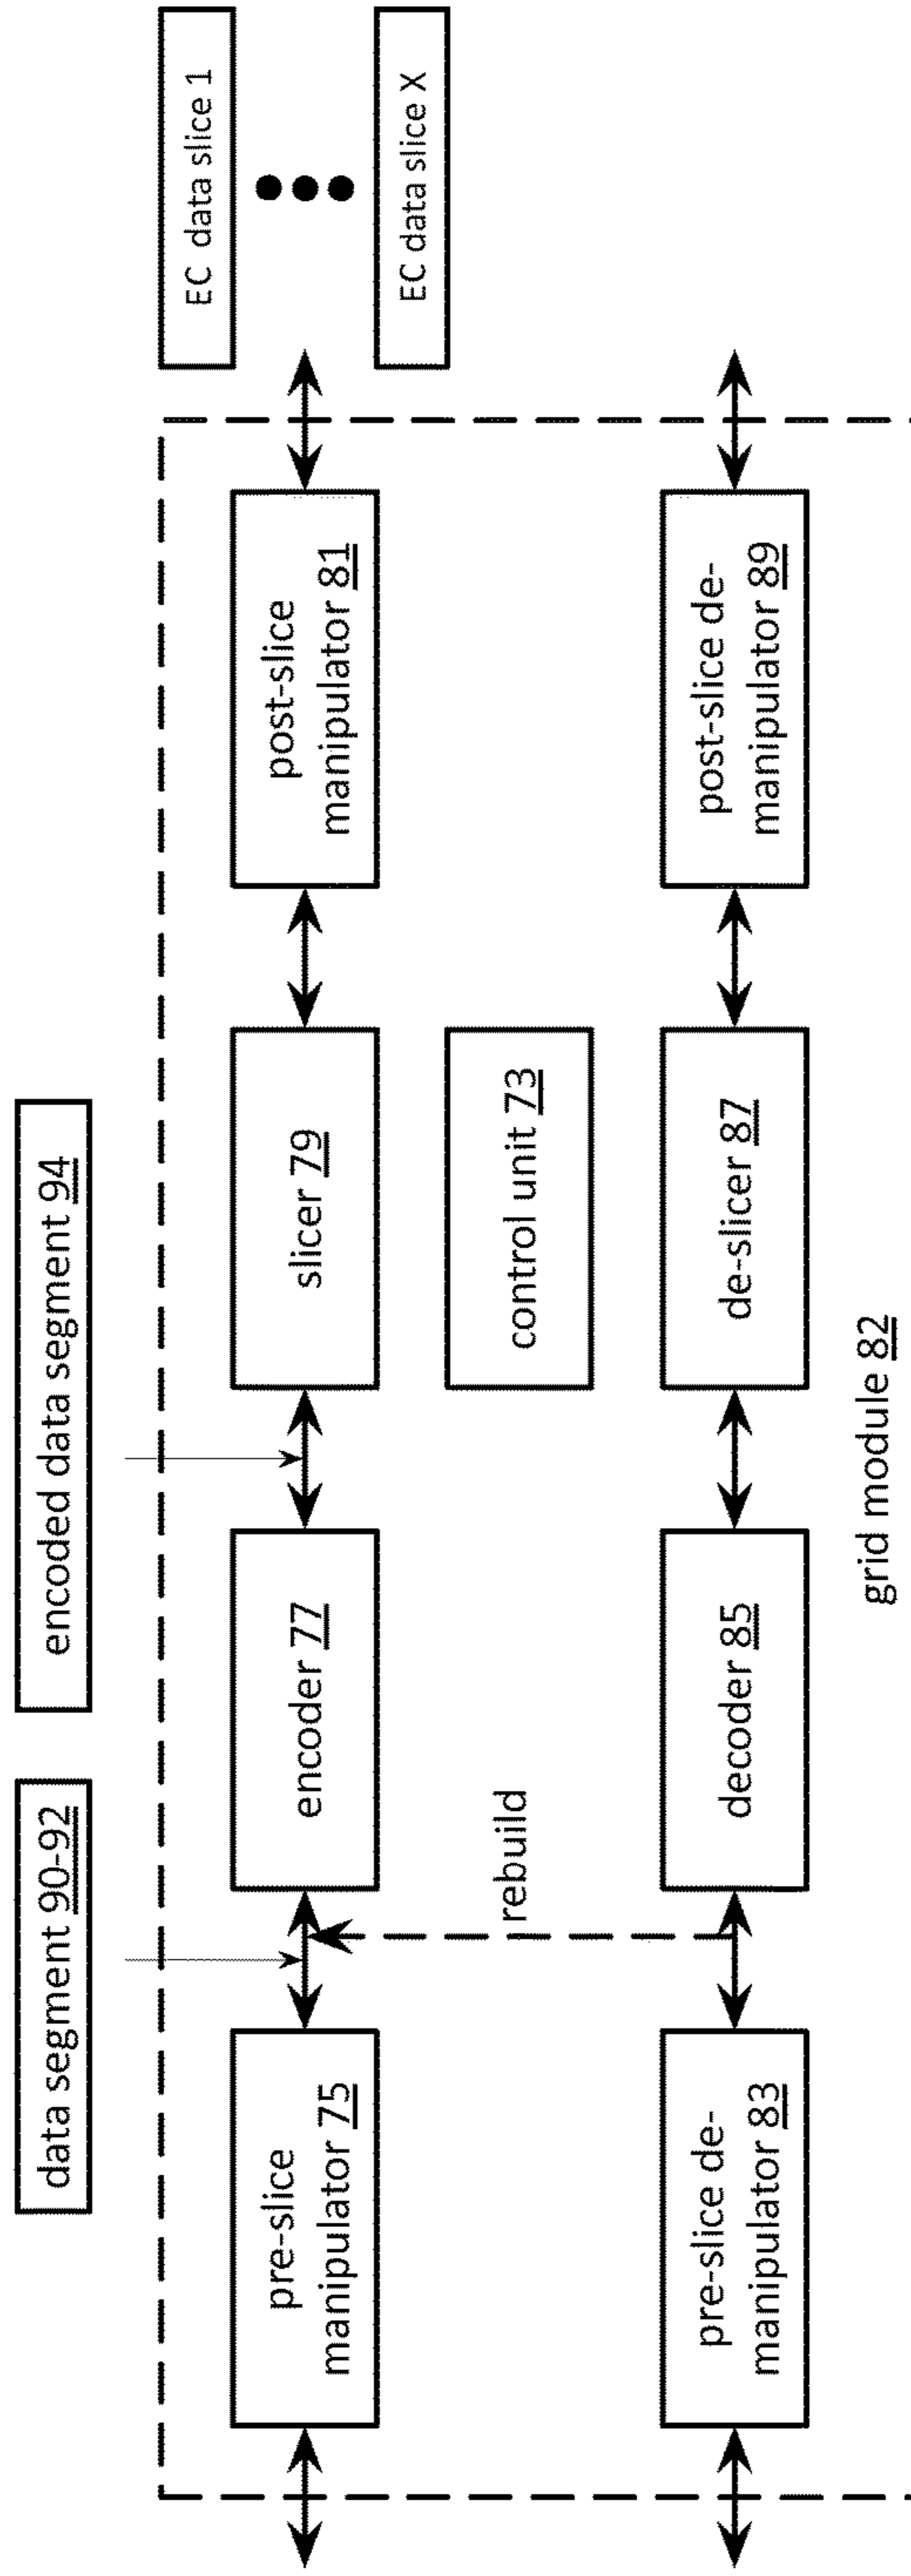 data segment 90-92
encoded data segment 94
EC data slice 1
EC data slice X
pre-slice
manipulator 75
encoder 77
slicer 79
post-slice
manipulator 81
rebuild
control unit 73
pre-slice de-
manipulator 83
decoder 85
de-slicer 87
post-slice de-
manipulator 89
grid module 82